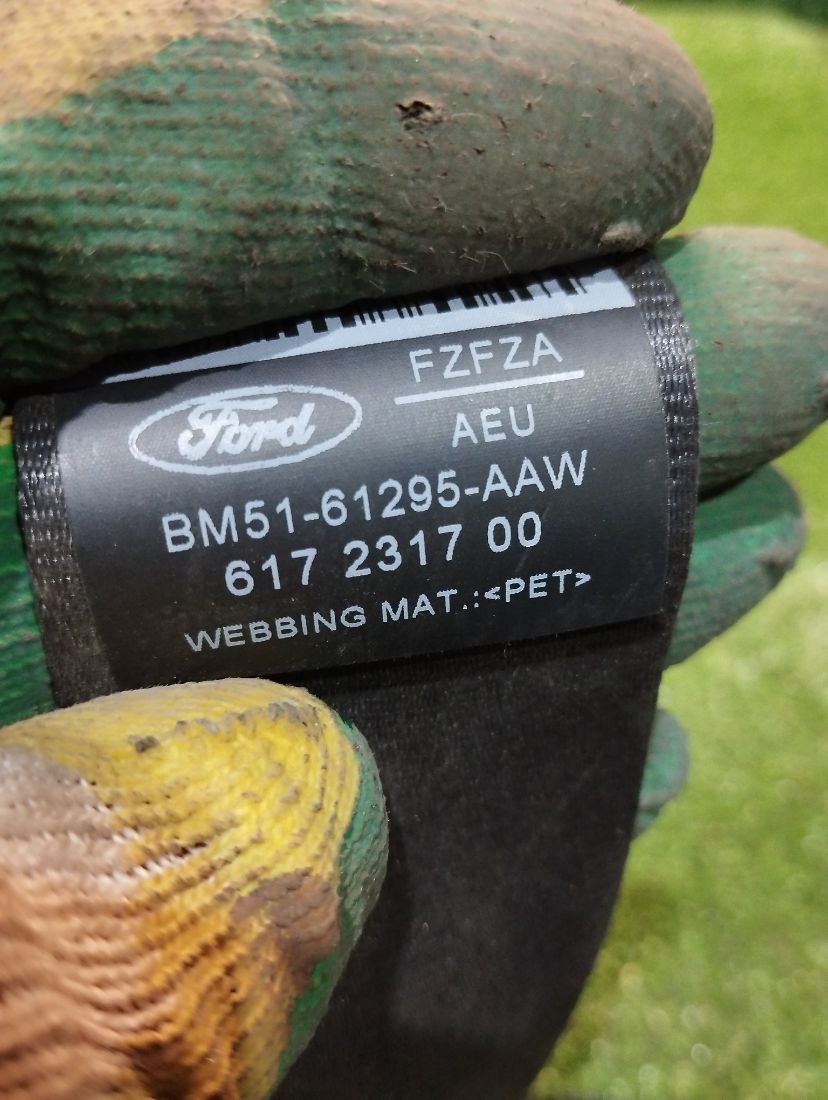 Ford
FZFZA
AEU
BM51-61295-AAW
617 2317 00
WEBBING MAT.:<PET>